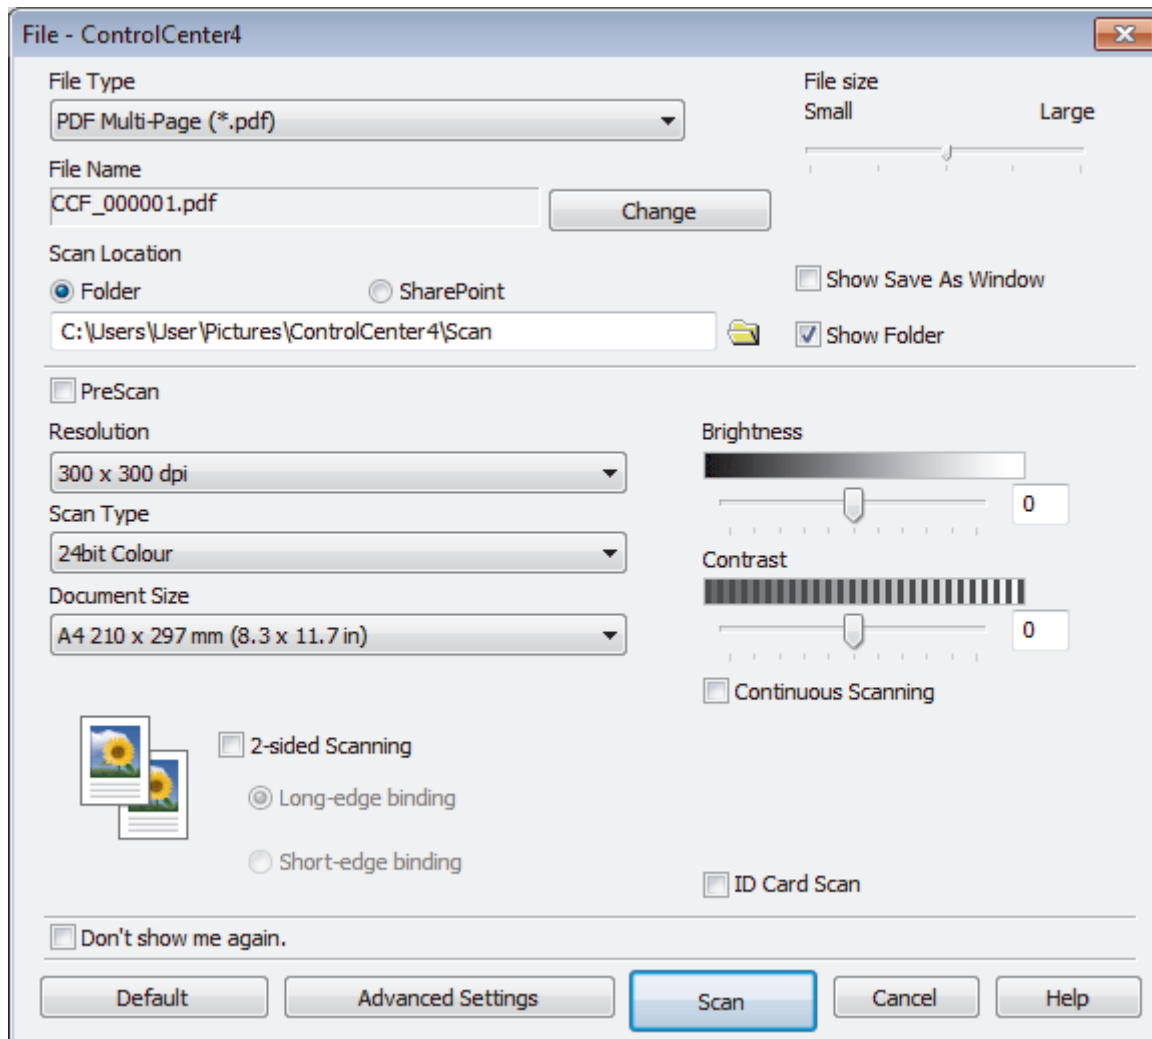 File - ControlCenter4
File Type
File size
PDF Multi-Page (*.pdf)
Small Large
File Name
CCF_000001.pdf
Change
Scan Location
Folder SharePoint
Show Save As Window
C:\Users\User\Pictures\ControlCenter4\Scan
Show Folder
PreScan
Resolution
Brightness
300 x 300 dpi
0
Scan Type
24bit Colour
Contrast
Document Size
A4 210 x 297 mm (8.3 x 11.7 in)
0
Continuous Scanning
2-sided Scanning
Long-edge binding
Short-edge binding
ID Card Scan
Don't show me again.
Default Advanced Settings Scan Cancel Help